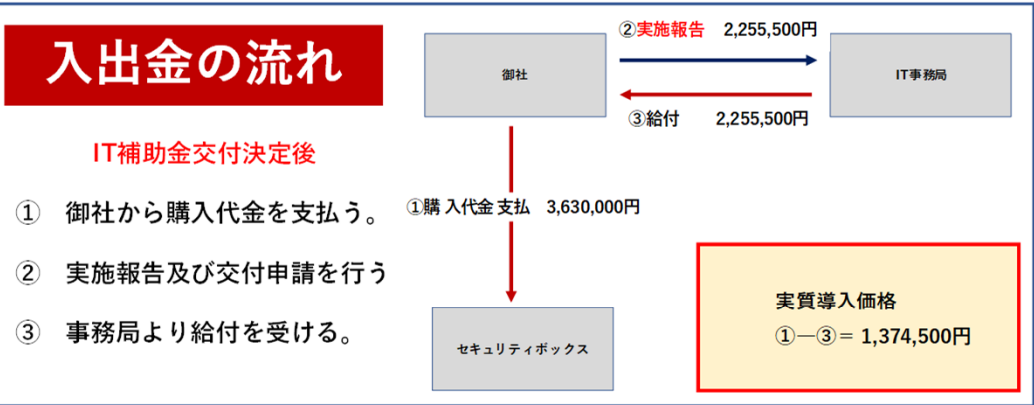 入出金の流れ
IT補助金交付決定後
① 御社から購入代金を支払う。
② 実施報告及び交付申請を行う
③ 事務局より給付を受ける。
御社
②実施報告 2,255,500円
IT事務局
③給付 2,255,500円
①購入代金支払 3,630,000円
セキュリティボックス
実質導入価格
①―③＝ 1,374,500円